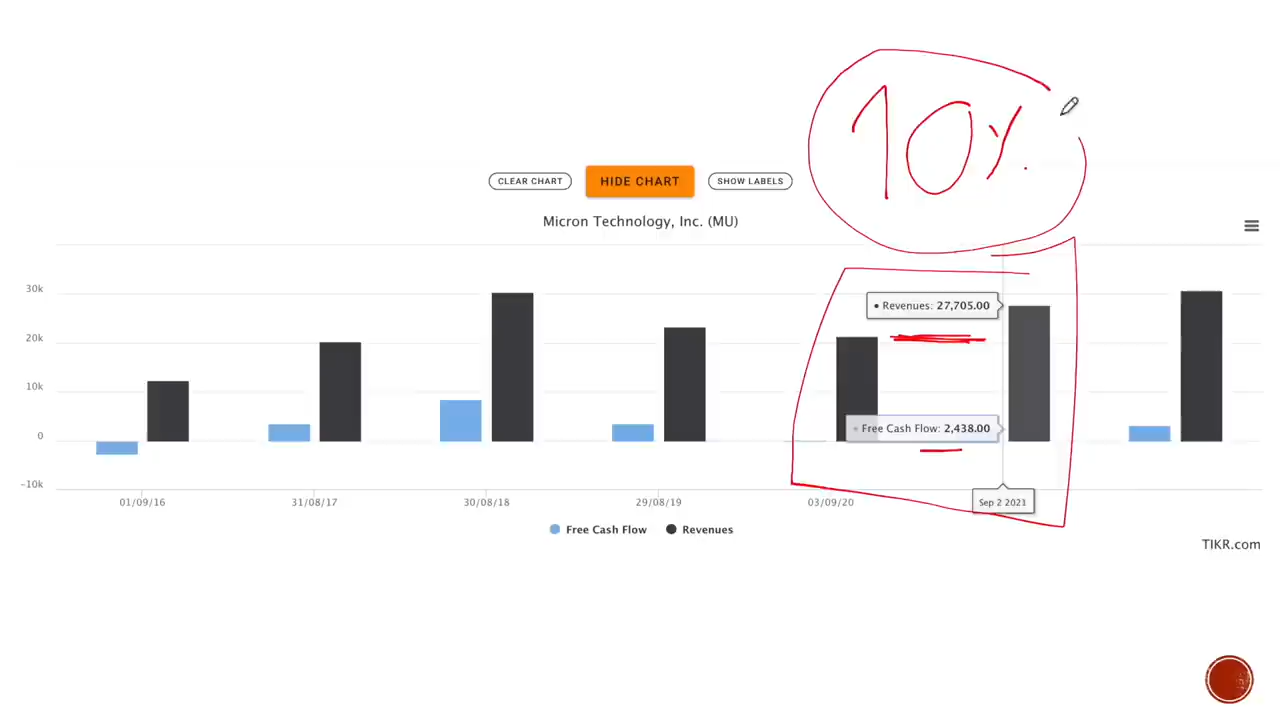 10%
CLEAR CHART
HIDE CHART
SHOW LABELS
Micron Technology, Inc. (MU)
30k
20k
10k
0
-10k
Revenues: 27,705.00
Free Cash Flow: 2,438.00
01/09/16
31/08/17
30/08/18
29/08/19
03/09/20
Sep 2 2021
Free Cash Flow
Revenues
TIKR.com